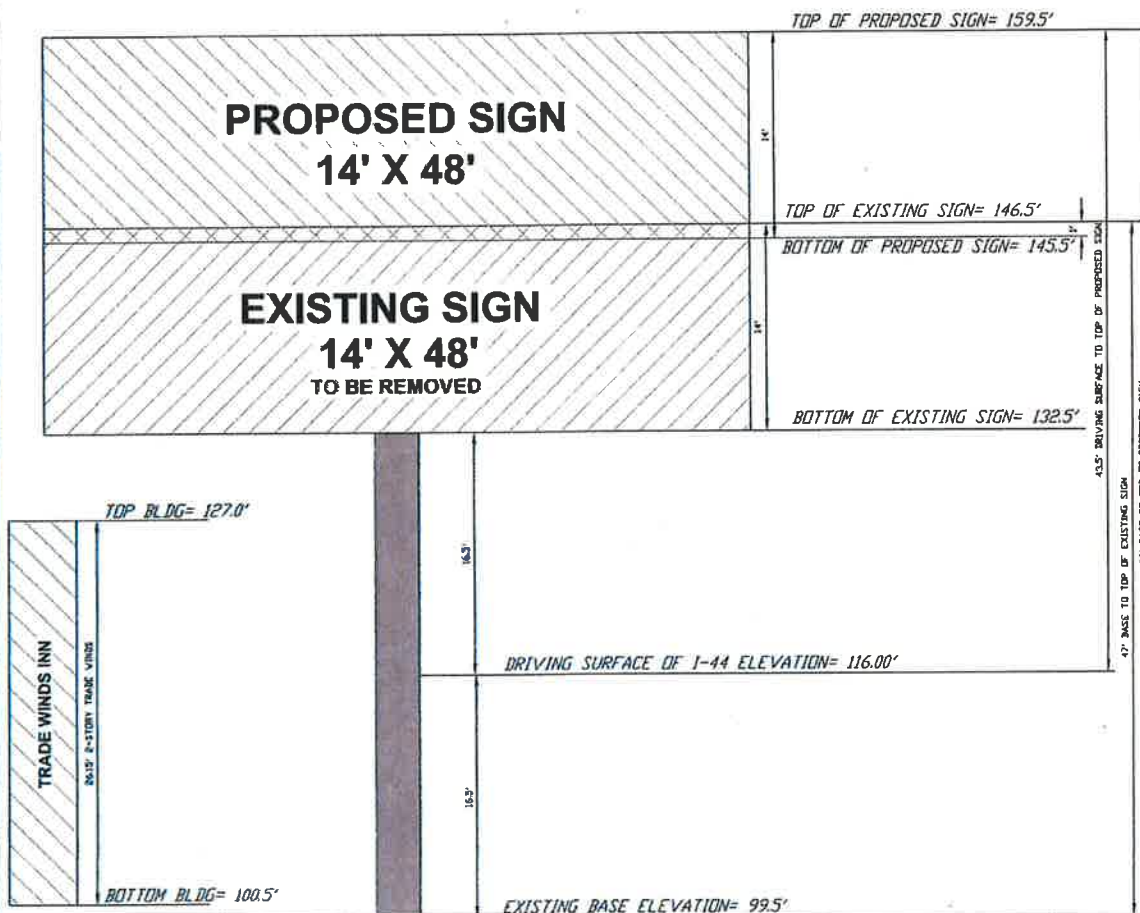 TOP OF PROPOSED SIGN= 159.5'
PROPOSED SIGN
14' X 48'
14'
TOP OF EXISTING SIGN= 146.5'
1'
BOTTOM OF PROPOSED SIGN= 145.5'
EXISTING SIGN
14' X 48'
TO BE REMOVED
14'
BOTTOM OF EXISTING SIGN= 132.5'
43.5' DRIVING SURFACE TO TOP OF PROPOSED SIGN
47' BASE TO TOP OF EXISTING SIGN
TOP BLDG= 127.0'
16.5'
TRADE WINDS INN
26.15' 2-STORY TRADE WINDS
DRIVING SURFACE OF I-44 ELEVATION= 116.00'
16.5'
BOTTOM BLDG= 100.5'
EXISTING BASE ELEVATION= 99.5'